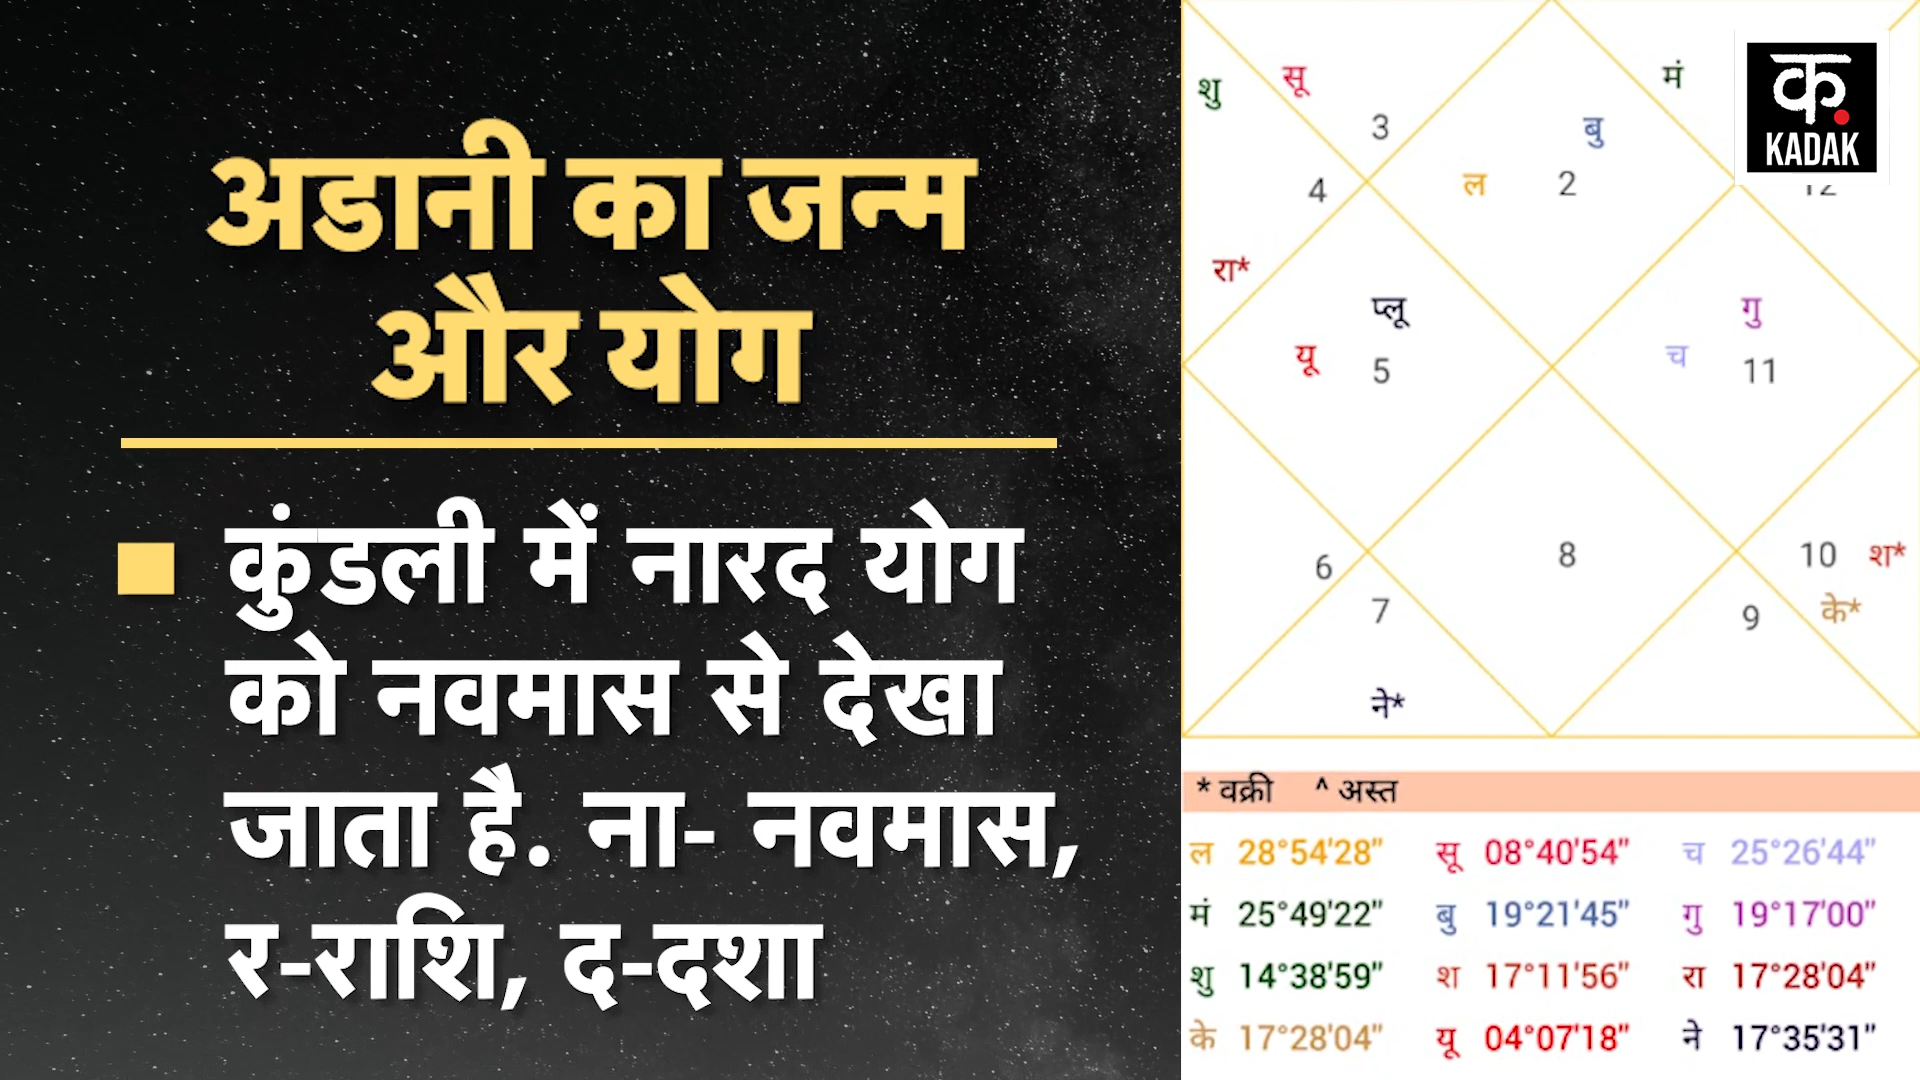 अडानी का जन्म
और योग
कुंडली में नारद योग
को नवमास से देखा
जाता है. ना- नवमास,
र-राशि, द-दशा
क
KADAK
शु सू 3 बु मं
4 ल 2 12
रा*
प्लू गु
यू 5 च 11
6 8 10 श*
7 9 के*
ने*
* वक्री ^ अस्त
ल 28°54'28" सू 08°40'54" च 25°26'44"
मं 25°49'22" बु 19°21'45" गु 19°17'00"
शु 14°38'59" श 17°11'56" रा 17°28'04"
के 17°28'04" यू 04°07'18" ने 17°35'31"